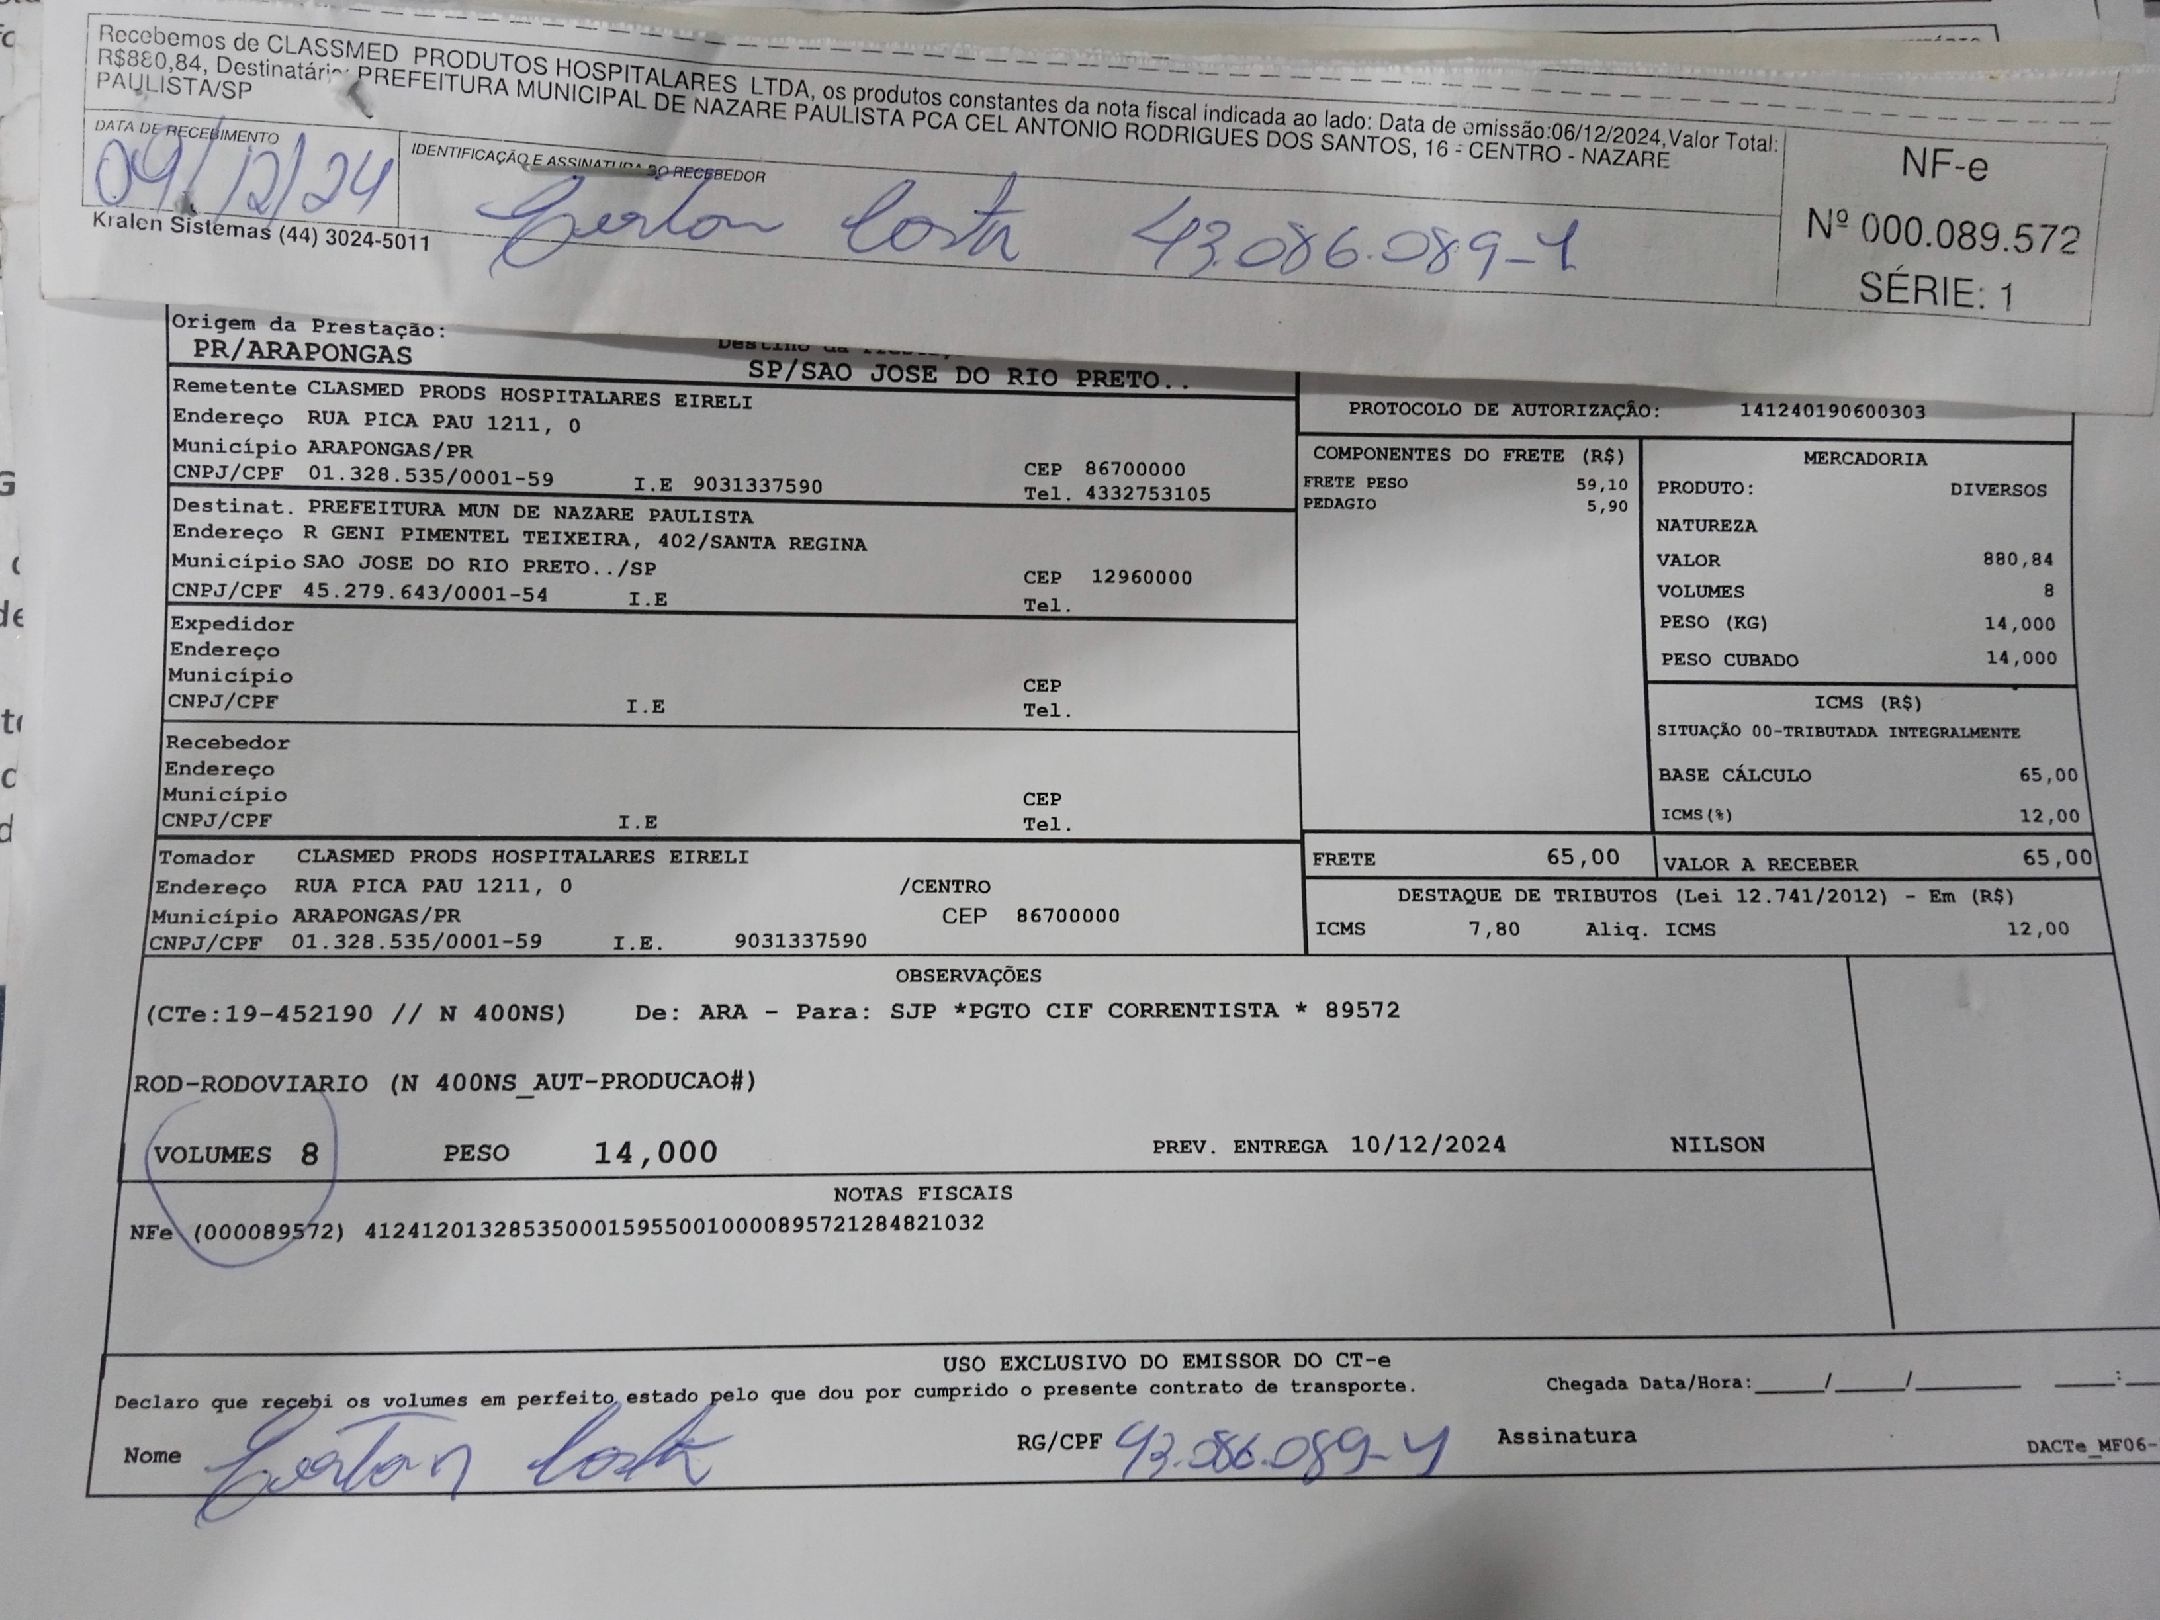 Recebemos de CLASSMED PRODUTOS HOSPITALARES LTDA, os produtos constantes da nota fiscal indicada ao lado: Data de emissão:06/12/2024,Valor Total:
R$880,84, Destinatário: PREFEITURA MUNICIPAL DE NAZARE PAULISTA PCA CEL ANTONIO RODRIGUES DOS SANTOS, 16 - CENTRO - NAZARE
PAULISTA/SP
DATA DE RECEBIMENTO
09/12/24
IDENTIFICAÇÃO E ASSINATURA DO RECEBEDOR
Costa 43.086.089-4
Kralen Sistemas (44) 3024-5011
NF-e
Nº 000.089.572
SÉRIE: 1
Origem da Prestação:
PR/ARAPONGAS
SP/SAO JOSE DO RIO PRETO..
Remetente CLASMED PRODS HOSPITALARES EIRELI
Endereço RUA PICA PAU 1211, 0
Município ARAPONGAS/PR CEP 86700000
CNPJ/CPF 01.328.535/0001-59 I.E 9031337590 Tel. 4332753105
Destinat. PREFEITURA MUN DE NAZARE PAULISTA
Endereço R GENI PIMENTEL TEIXEIRA, 402/SANTA REGINA
Município SAO JOSE DO RIO PRETO../SP CEP 12960000
CNPJ/CPF 45.279.643/0001-54 I.E Tel.
Expedidor
Endereço
Município CEP
CNPJ/CPF I.E Tel.
Recebedor
Endereço
Município CEP
CNPJ/CPF I.E Tel.
Tomador CLASMED PRODS HOSPITALARES EIRELI
Endereço RUA PICA PAU 1211, 0 /CENTRO
Município ARAPONGAS/PR CEP 86700000
CNPJ/CPF 01.328.535/0001-59 I.E. 9031337590
PROTOCOLO DE AUTORIZAÇÃO: 141240190600303
COMPONENTES DO FRETE (R$)
FRETE PESO 59,10
PEDAGIO 5,90
MERCADORIA
PRODUTO: DIVERSOS
NATUREZA
VALOR 880,84
VOLUMES 8
PESO (KG) 14,000
PESO CUBADO 14,000
ICMS (R$)
SITUAÇÃO 00-TRIBUTADA INTEGRALMENTE
BASE CÁLCULO 65,00
ICMS(%) 12,00
FRETE 65,00 VALOR A RECEBER 65,00
DESTAQUE DE TRIBUTOS (Lei 12.741/2012) - Em (R$)
ICMS 7,80 Aliq. ICMS 12,00
OBSERVAÇÕES
(CTe:19-452190 // N 400NS) De: ARA - Para: SJP *PGTO CIF CORRENTISTA * 89572
ROD-RODOVIARIO (N 400NS_AUT-PRODUCAO#)
VOLUMES 8 PESO 14,000 PREV. ENTREGA 10/12/2024 NILSON
NOTAS FISCAIS
NFe (000089572) 41241201328535000159550010000895721284821032
USO EXCLUSIVO DO EMISSOR DO CT-e
Declaro que recebi os volumes em perfeito estado pelo que dou por cumprido o presente contrato de transporte. Chegada Data/Hora:_____/_____/________ _____:
Nome Costa RG/CPF 43.086.089-4 Assinatura
DACTe_MF06-